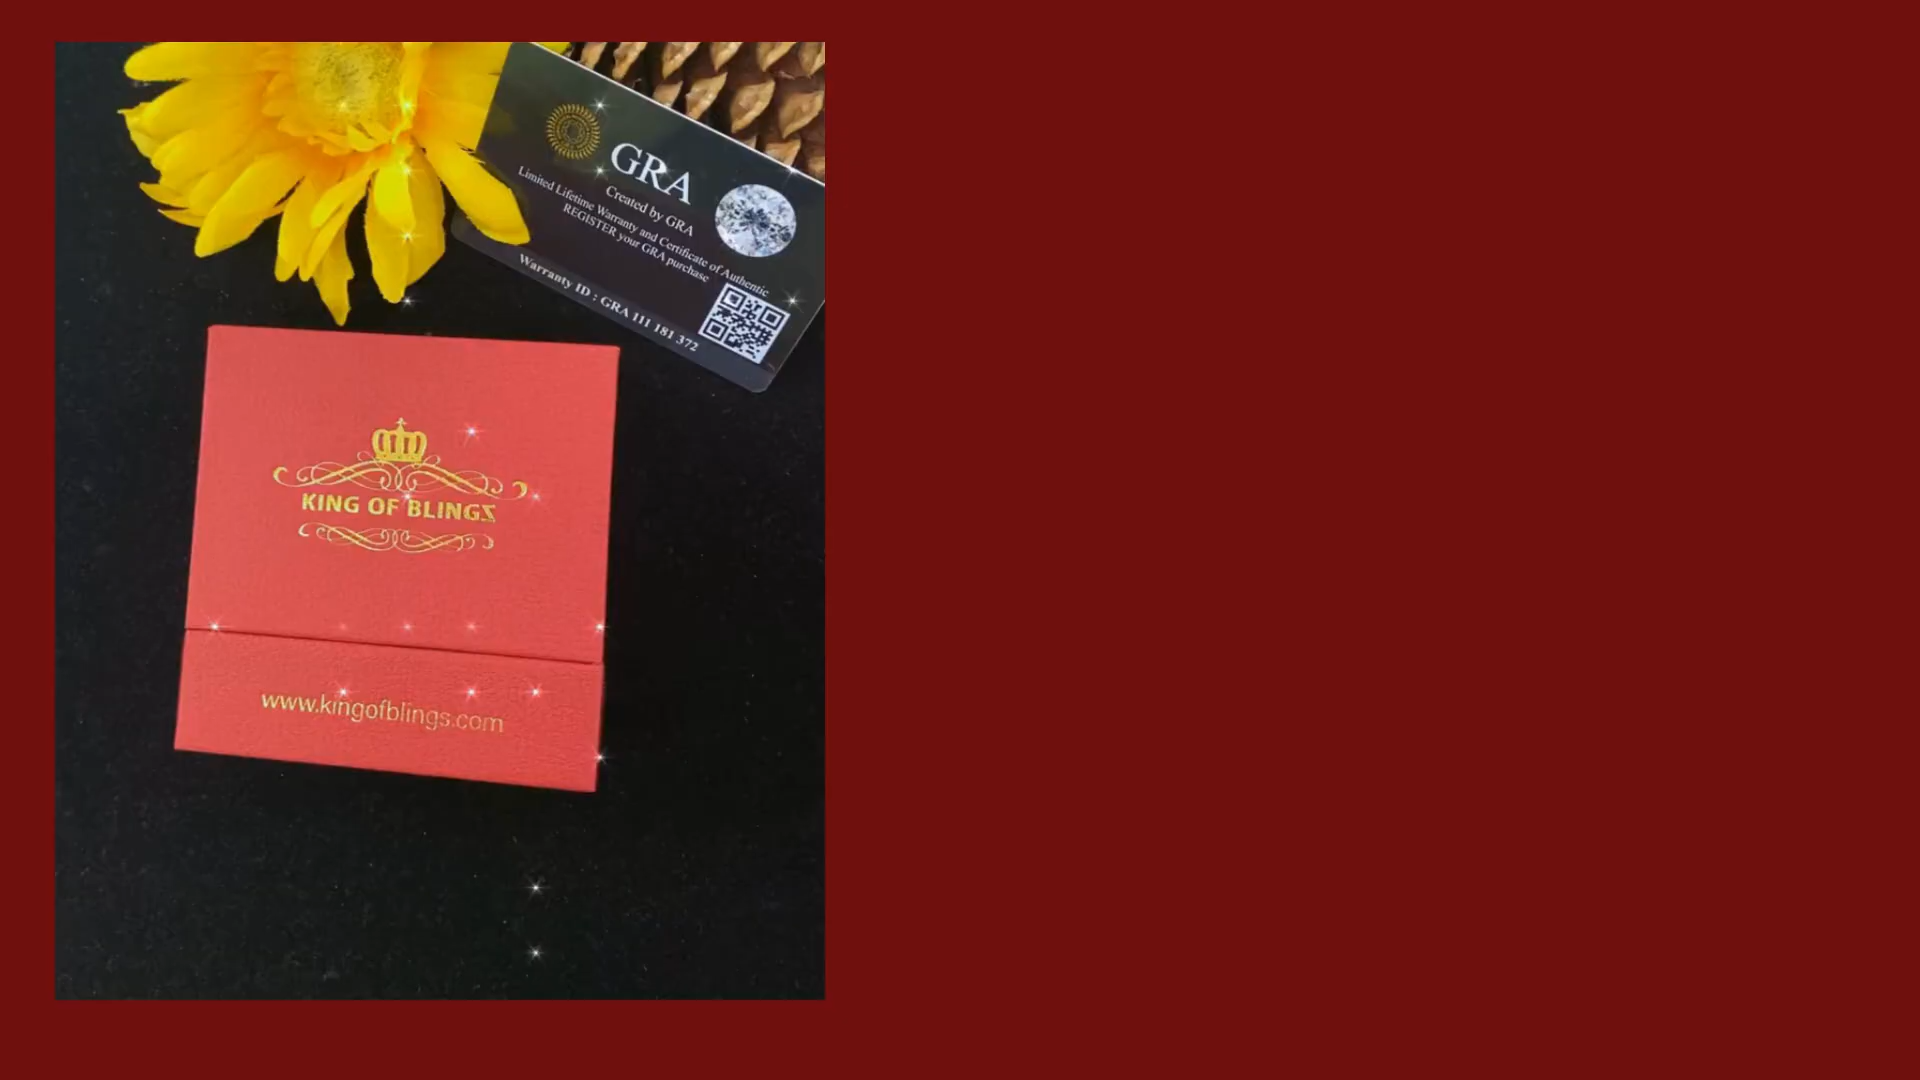 GRA
Created by GRA
Limited Lifetime Warranty and Certificate of Authentic
REGISTER your GRA purchase
Warranty ID : GRA 111 181 372
KING OF BLINGZ
www.kingofblings.com